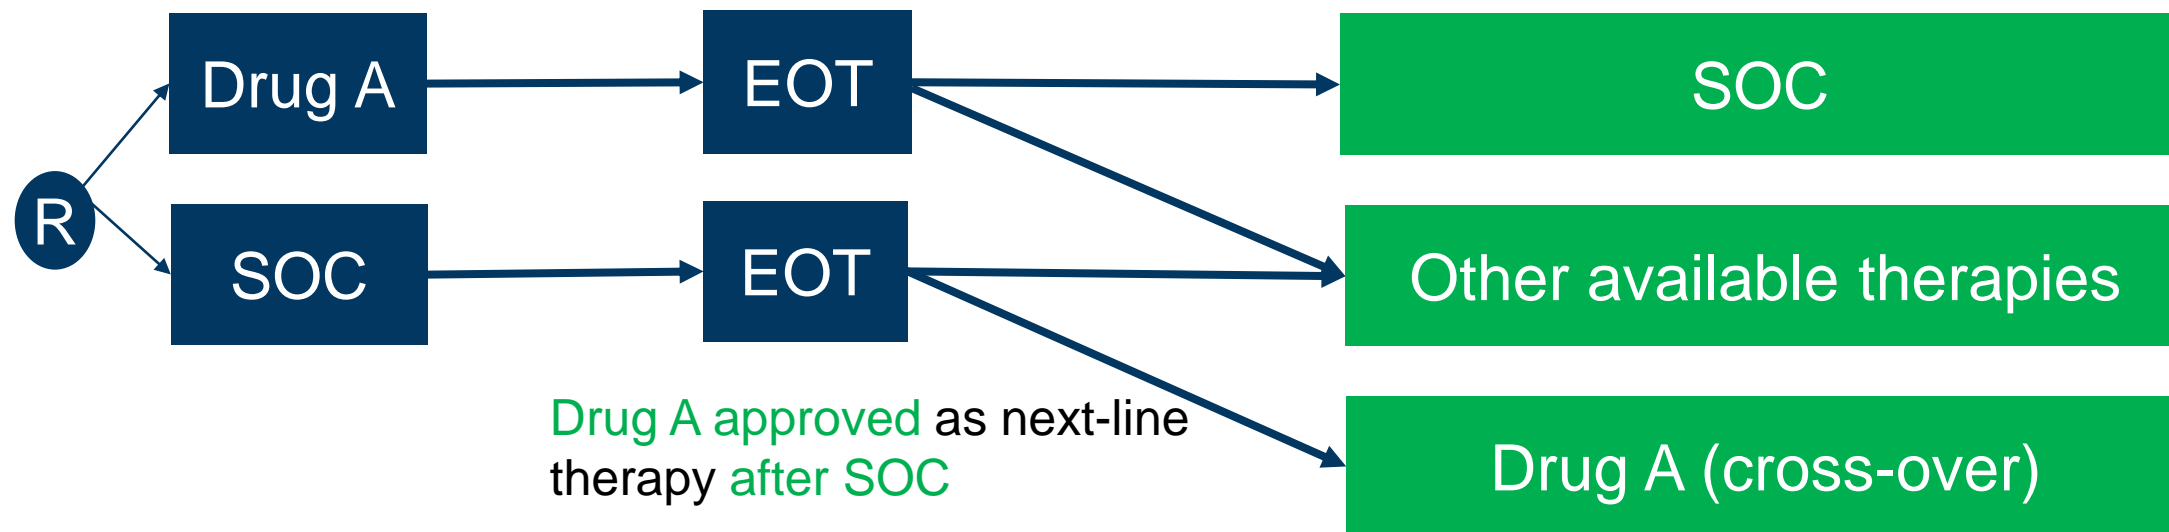 Drug A
EOT
SOC
R
SOC
EOT
Other available therapies
Drug A approved as next-line
therapy after SOC
Drug A (cross-over)